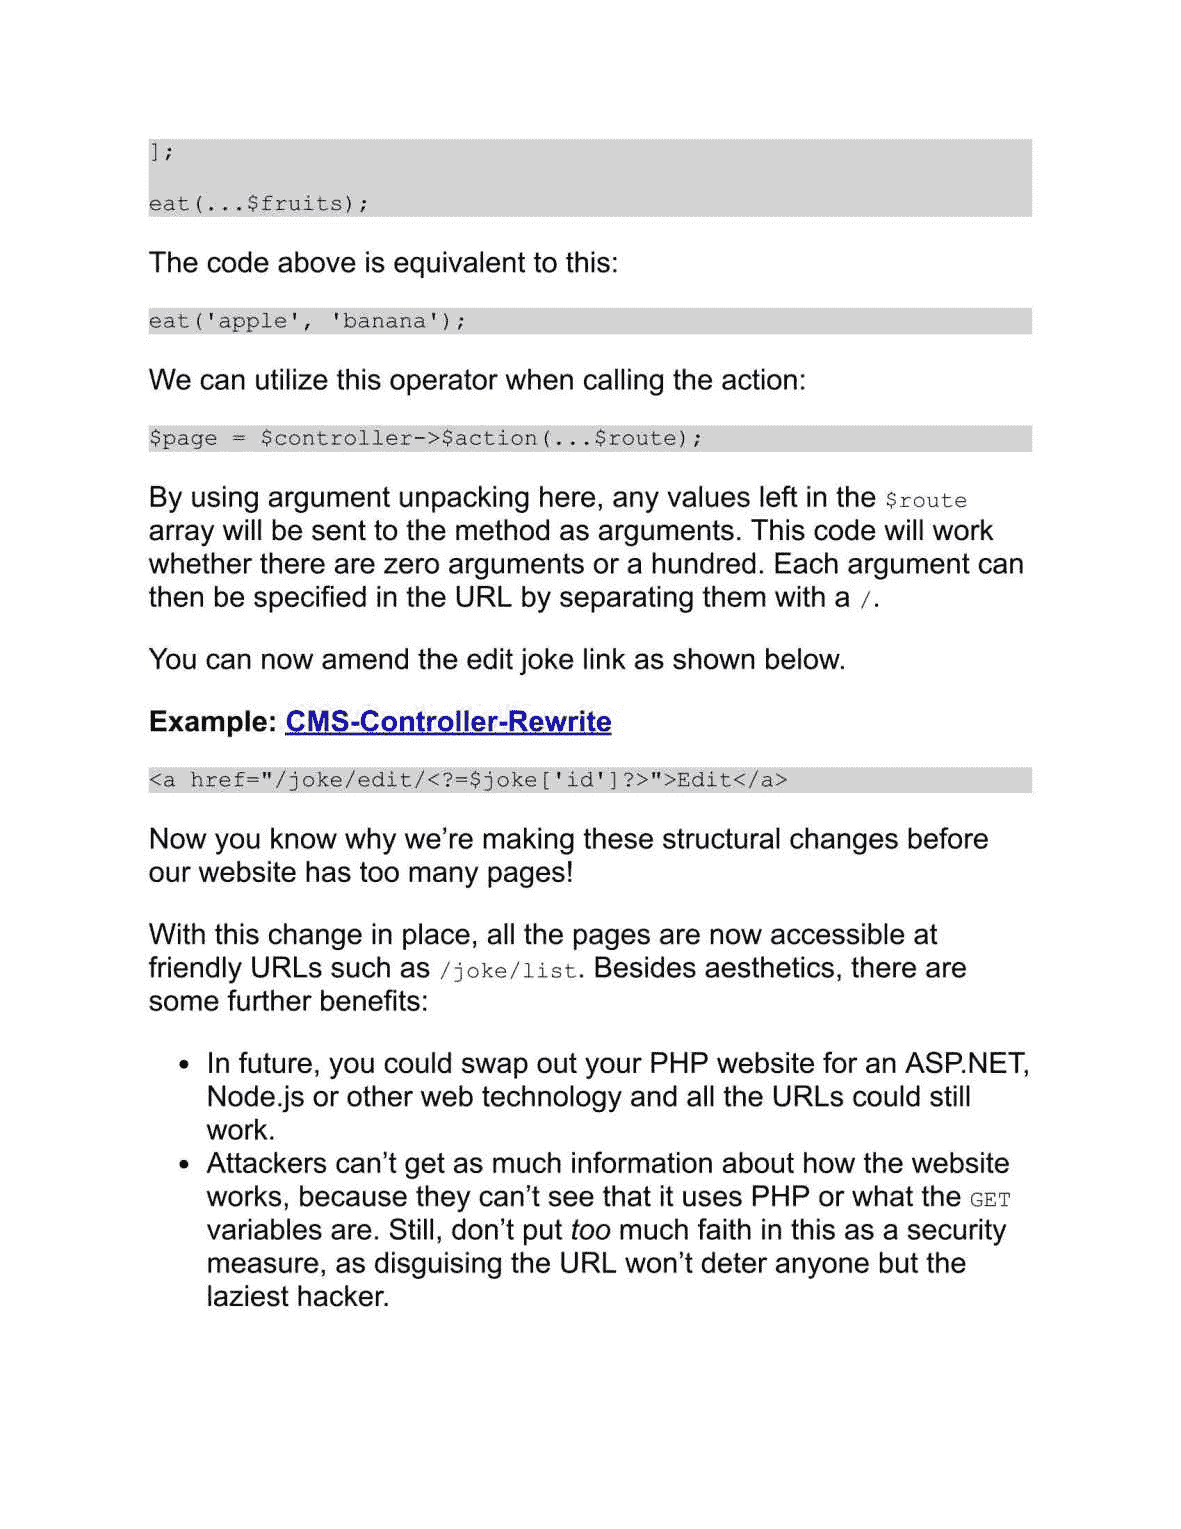 ];
eat(...$fruits);
The code above is equivalent to this:
eat('apple', 'banana');
We can utilize this operator when calling the action:
$page = $controller->$action(...$route);
By using argument unpacking here, any values left in the $route
array will be sent to the method as arguments. This code will work
whether there are zero arguments or a hundred. Each argument can
then be specified in the URL by separating them with a /.
You can now amend the edit joke link as shown below.
Example: CMS-Controller-Rewrite
<a href="/joke/edit/<?=$joke['id']?>">Edit</a>
Now you know why we’re making these structural changes before
our website has too many pages!
With this change in place, all the pages are now accessible at
friendly URLs such as /joke/list. Besides aesthetics, there are
some further benefits:
• In future, you could swap out your PHP website for an ASP.NET,
Node.js or other web technology and all the URLs could still
work.
• Attackers can’t get as much information about how the website
works, because they can’t see that it uses PHP or what the GET
variables are. Still, don’t put too much faith in this as a security
measure, as disguising the URL won’t deter anyone but the
laziest hacker.